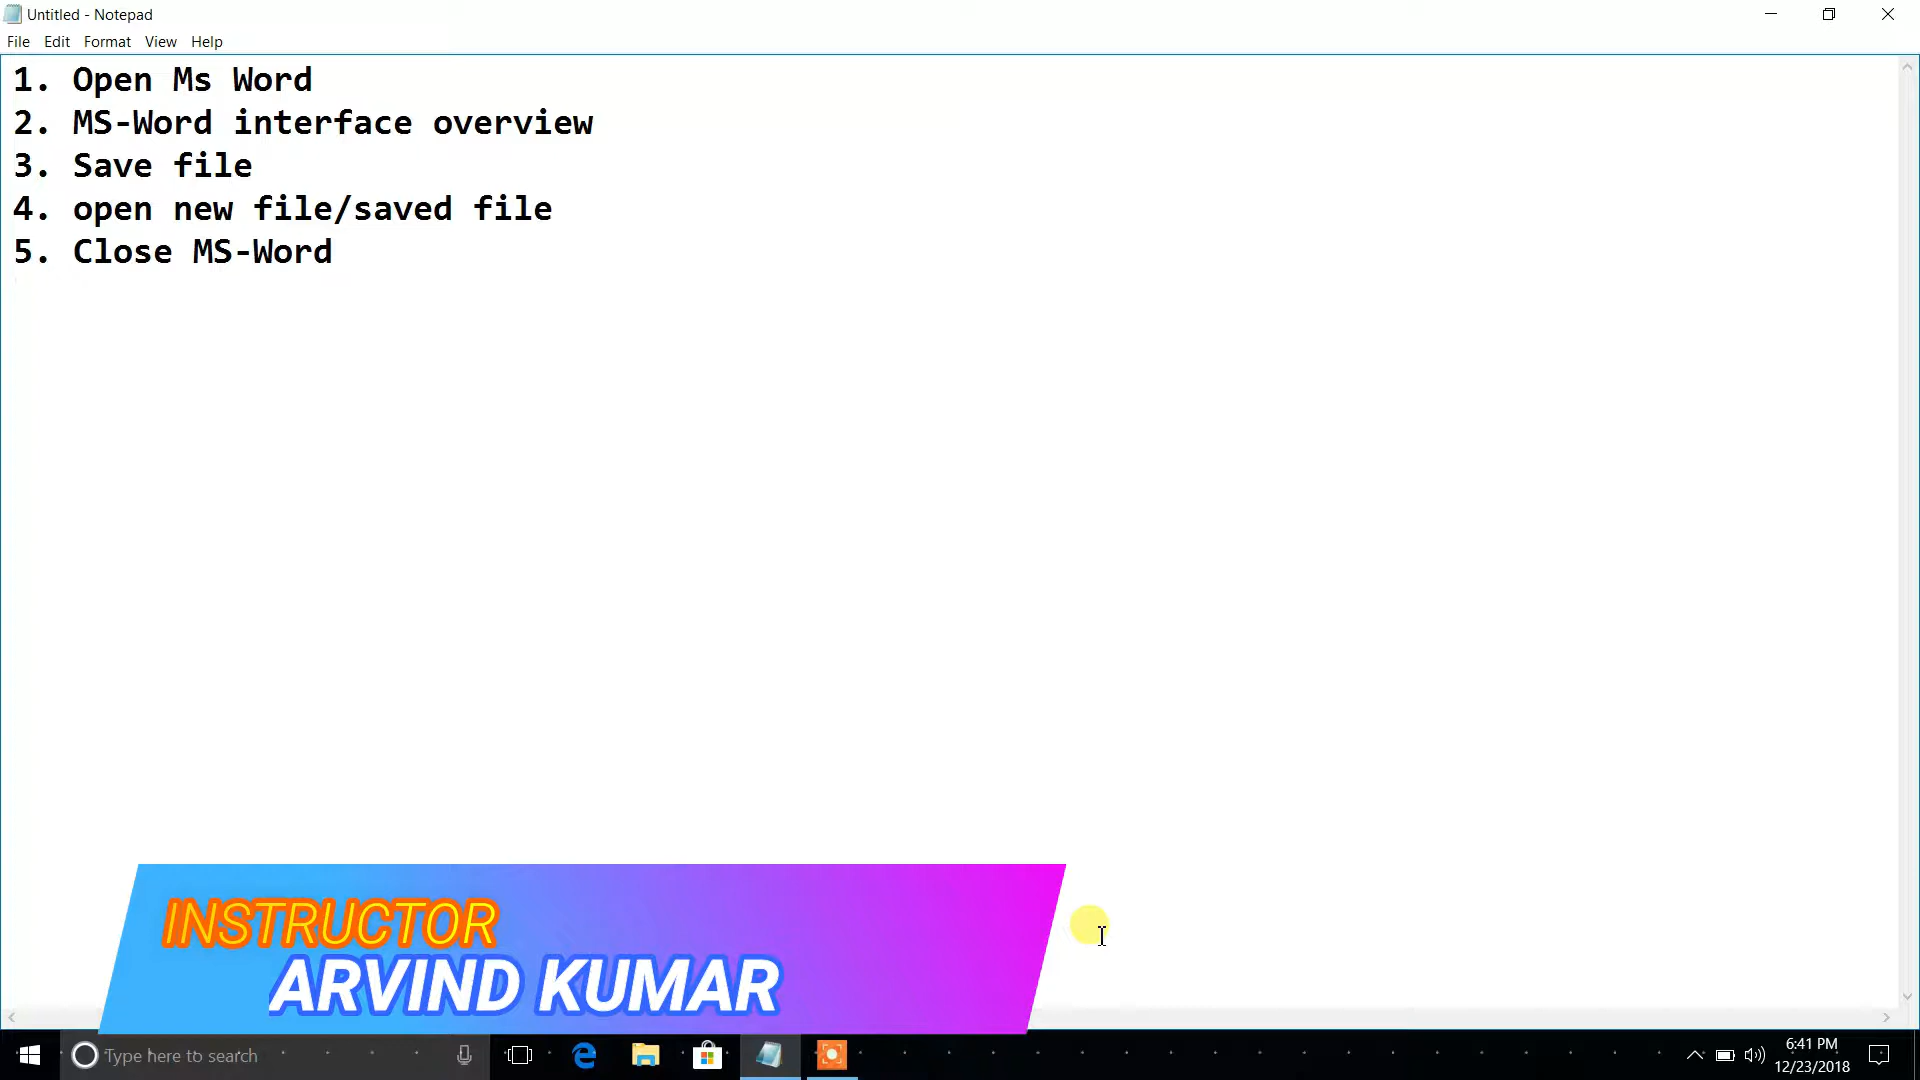 Untitled - Notepad
File Edit Format View Help
1. Open Ms Word
2. MS-Word interface overview
3. Save file
4. open new file/saved file
5. Close MS-Word
INSTRUCTOR
ARVIND KUMAR
Type here to search
6:41 PM
12/23/2018